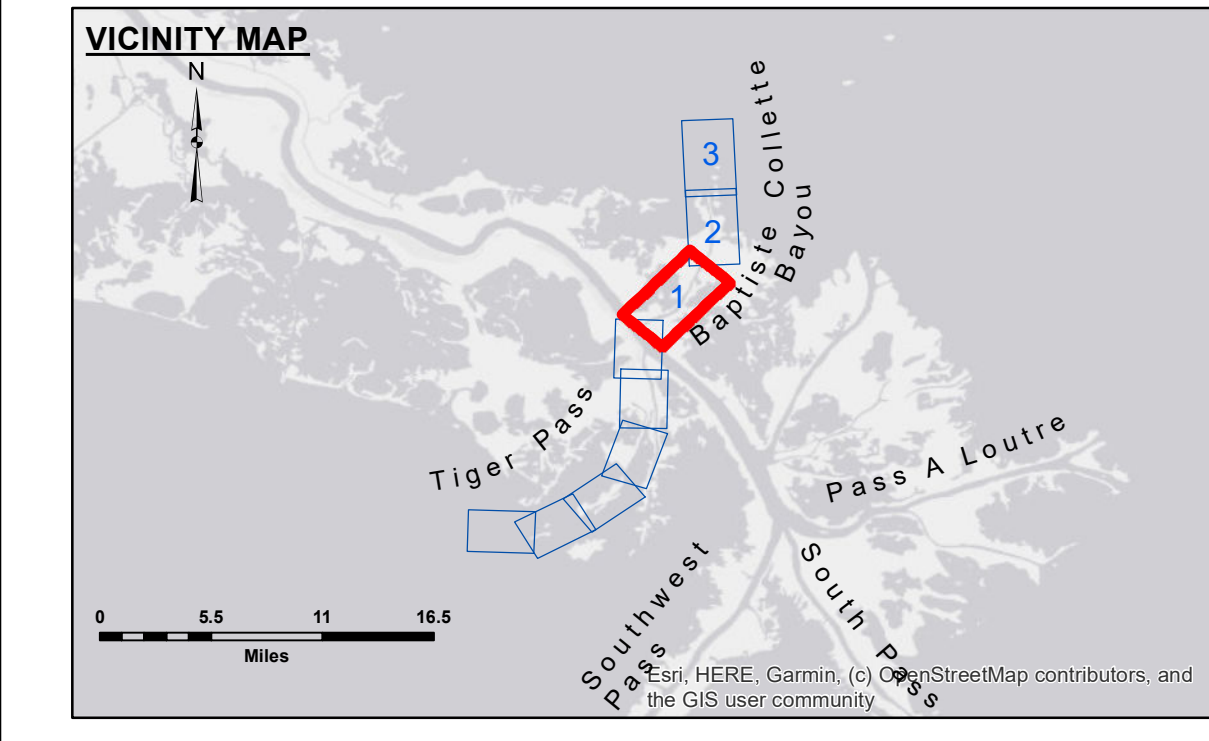 VICINITY MAP
N
Baptiste Collette
Bayou
3
2
1
Tiger Pass
Pass A Loutre
Southwest
Pass
South Pass
0 5.5 11 16.5
Miles
Esri, HERE, Garmin, (c) OpenStreetMap contributors, and
the GIS user community